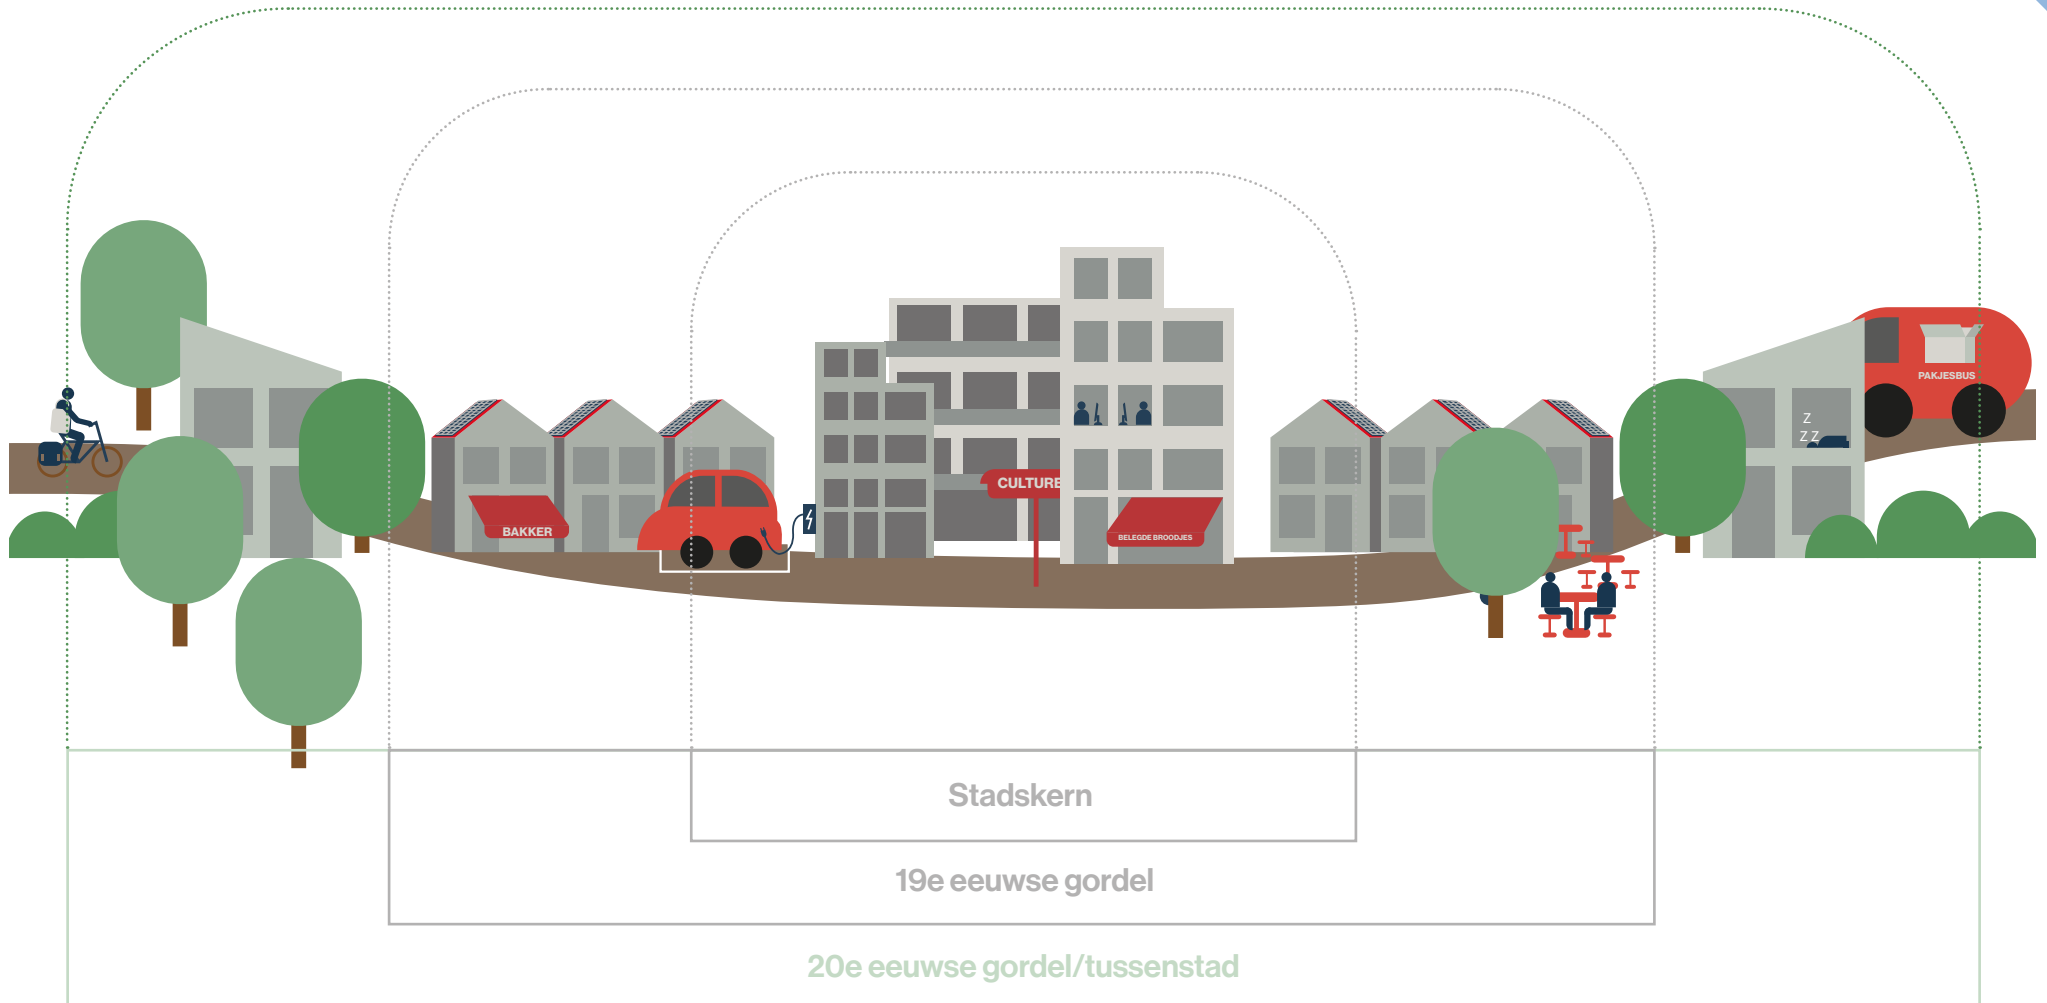 PAKJESBUS
Z
Z Z
CULTURE
BAKKER
BELEGDE BROODJES
Stadskern
19e eeuwse gordel
20e eeuwse gordel/tussenstad